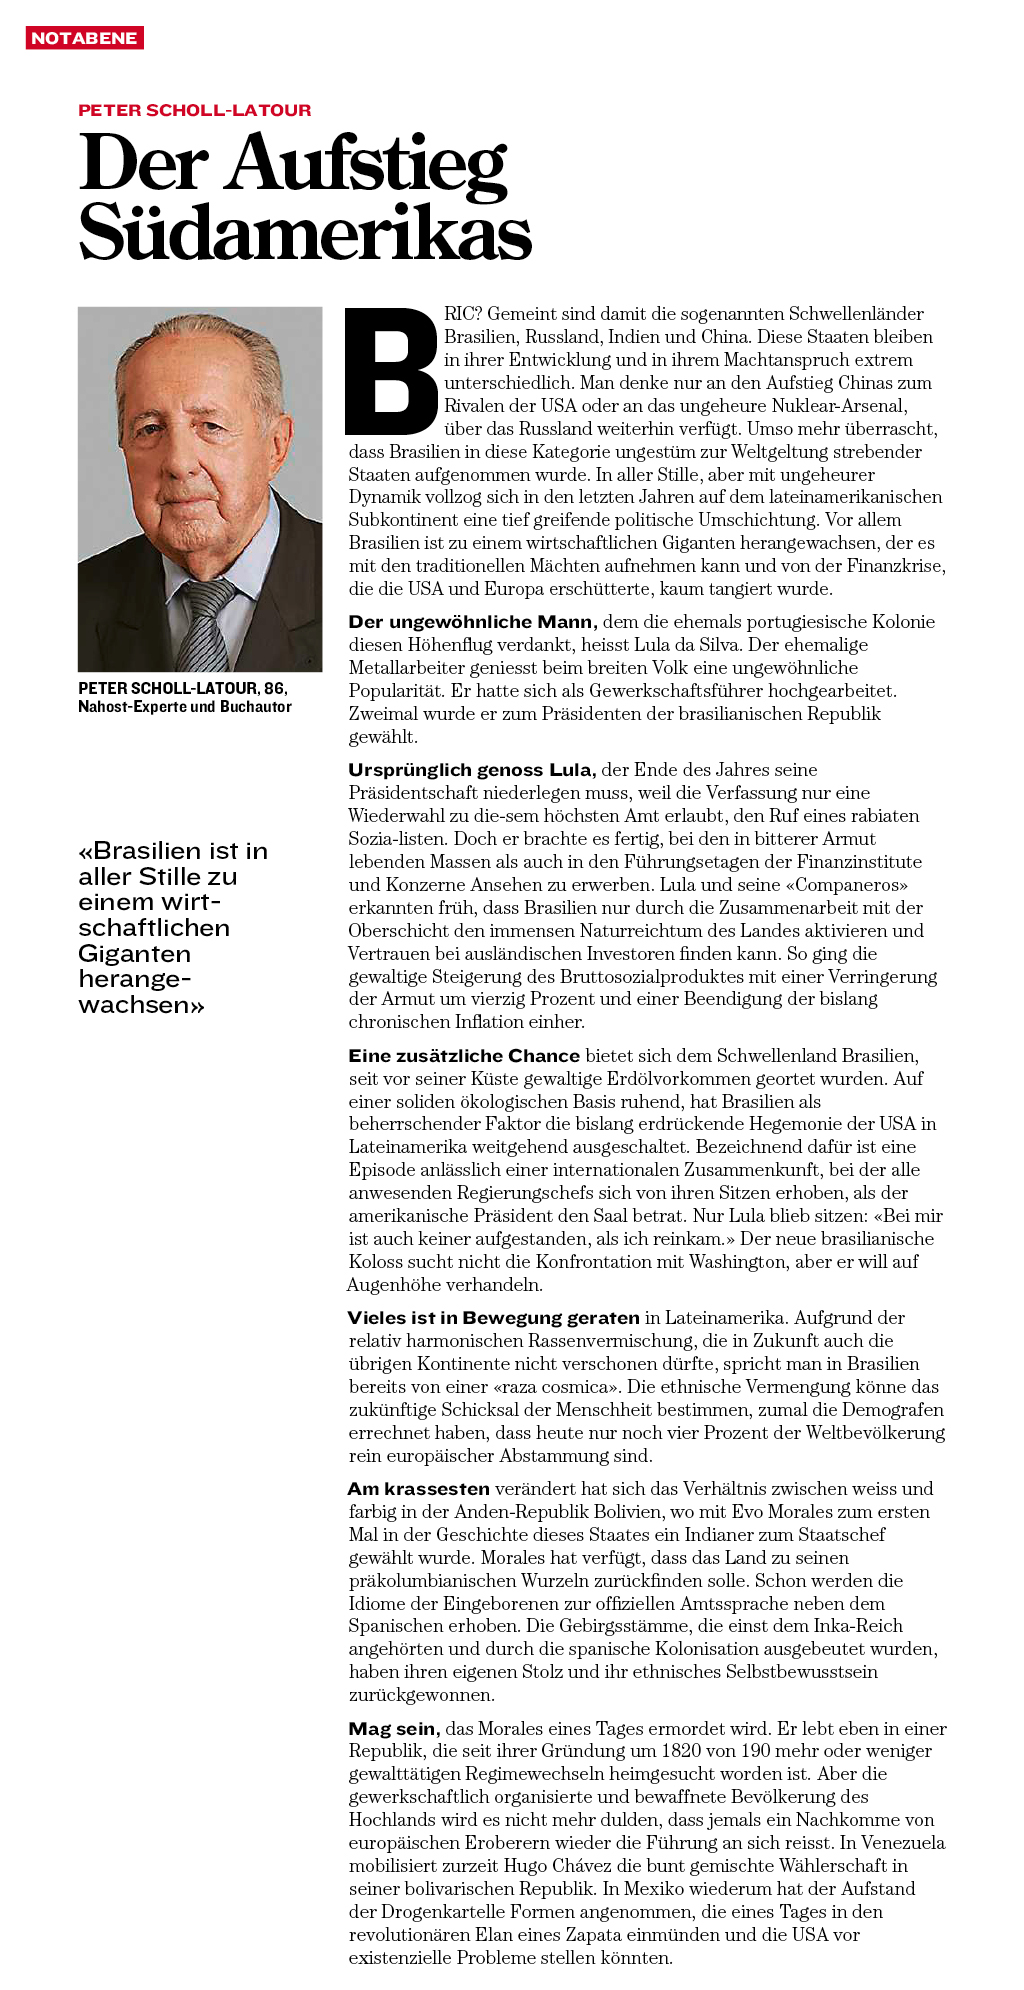 NOTABENE
PETER SCHOLL-LATOUR
Der Aufstieg
Südamerikas
BRIC? Gemeint sind damit die sogenannten Schwellenländer
Brasilien, Russland, Indien und China. Diese Staaten bleiben
in ihrer Entwicklung und in ihrem Machtanspruch extrem
unterschiedlich. Man denke nur an den Aufstieg Chinas zum
Rivalen der USA oder an das ungeheure Nuklear-Arsenal,
über das Russland weiterhin verfügt. Umso mehr überrascht,
dass Brasilien in diese Kategorie ungestüm zur Weltgeltung strebender
Staaten aufgenommen wurde. In aller Stille, aber mit ungeheurer
Dynamik vollzog sich in den letzten Jahren auf dem lateinamerikanischen
Subkontinent eine tief greifende politische Umschichtung. Vor allem
Brasilien ist zu einem wirtschaftlichen Giganten herangewachsen, der es
mit den traditionellen Mächten aufnehmen kann und von der Finanzkrise,
die die USA und Europa erschütterte, kaum tangiert wurde.
Der ungewöhnliche Mann, dem die ehemals portugiesische Kolonie
diesen Höhenflug verdankt, heisst Lula da Silva. Der ehemalige
Metallarbeiter geniesst beim breiten Volk eine ungewöhnliche
Popularität. Er hatte sich als Gewerkschaftsführer hochgearbeitet.
Zweimal wurde er zum Präsidenten der brasilianischen Republik
gewählt.
Ursprünglich genoss Lula, der Ende des Jahres seine
Präsidentschaft niederlegen muss, weil die Verfassung nur eine
Wiederwahl zu die-sem höchsten Amt erlaubt, den Ruf eines rabiaten
Sozia-listen. Doch er brachte es fertig, bei den in bitterer Armut
lebenden Massen als auch in den Führungsetagen der Finanzinstitute
und Konzerne Ansehen zu erwerben. Lula und seine «Companeros»
erkannten früh, dass Brasilien nur durch die Zusammenarbeit mit der
Oberschicht den immensen Naturreichtum des Landes aktivieren und
Vertrauen bei ausländischen Investoren finden kann. So ging die
gewaltige Steigerung des Bruttosozialproduktes mit einer Verringerung
der Armut um vierzig Prozent und einer Beendigung der bislang
chronischen Inflation einher.
Eine zusätzliche Chance bietet sich dem Schwellenland Brasilien,
seit vor seiner Küste gewaltige Erdölvorkommen geortet wurden. Auf
einer soliden ökologischen Basis ruhend, hat Brasilien als
beherrschender Faktor die bislang erdrückende Hegemonie der USA in
Lateinamerika weitgehend ausgeschaltet. Bezeichnend dafür ist eine
Episode anlässlich einer internationalen Zusammenkunft, bei der alle
anwesenden Regierungschefs sich von ihren Sitzen erhoben, als der
amerikanische Präsident den Saal betrat. Nur Lula blieb sitzen: «Bei mir
ist auch keiner aufgestanden, als ich reinkam.» Der neue brasilianische
Koloss sucht nicht die Konfrontation mit Washington, aber er will auf
Augenhöhe verhandeln.
Vieles ist in Bewegung geraten in Lateinamerika. Aufgrund der
relativ harmonischen Rassenvermischung, die in Zukunft auch die
übrigen Kontinente nicht verschonen dürfte, spricht man in Brasilien
bereits von einer «raza cosmica». Die ethnische Vermengung könne das
zukünftige Schicksal der Menschheit bestimmen, zumal die Demografen
errechnet haben, dass heute nur noch vier Prozent der Weltbevölkerung
rein europäischer Abstammung sind.
Am krassesten verändert hat sich das Verhältnis zwischen weiss und
farbig in der Anden-Republik Bolivien, wo mit Evo Morales zum ersten
Mal in der Geschichte dieses Staates ein Indianer zum Staatschef
gewählt wurde. Morales hat verfügt, dass das Land zu seinen
präkolumbianischen Wurzeln zurückfinden solle. Schon werden die
Idiome der Eingeborenen zur offiziellen Amtssprache neben dem
Spanischen erhoben. Die Gebirgsstämme, die einst dem Inka-Reich
angehörten und durch die spanische Kolonisation ausgebeutet wurden,
haben ihren eigenen Stolz und ihr ethnisches Selbstbewusstsein
zurückgewonnen.
Mag sein, das Morales eines Tages ermordet wird. Er lebt eben in einer
Republik, die seit ihrer Gründung um 1820 von 190 mehr oder weniger
gewalttätigen Regimewechseln heimgesucht worden ist. Aber die
gewerkschaftlich organisierte und bewaffnete Bevölkerung des
Hochlands wird es nicht mehr dulden, dass jemals ein Nachkomme von
europäischen Eroberern wieder die Führung an sich reisst. In Venezuela
mobilisiert zurzeit Hugo Chávez die bunt gemischte Wählerschaft in
seiner bolivarischen Republik. In Mexiko wiederum hat der Aufstand
der Drogenkartelle Formen angenommen, die eines Tages in den
revolutionären Elan eines Zapata einmünden und die USA vor
existenzielle Probleme stellen könnten.
PETER SCHOLL-LATOUR, 86,
Nahost-Experte und Buchautor
«Brasilien ist in
aller Stille zu
einem wirt-
schaftlichen
Giganten
herange-
wachsen»